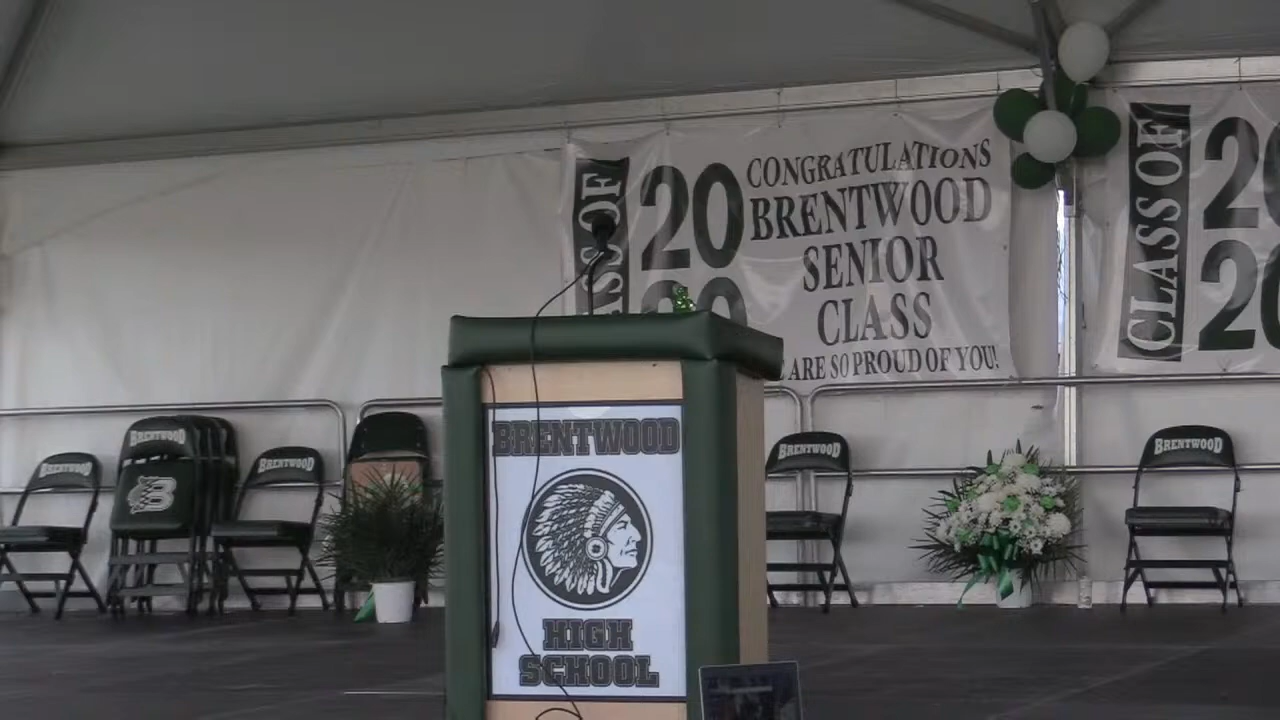 CLASS OF
20
20
CONGRATULATIONS
BRENTWOOD
SENIOR
CLASS
ARE SO PROUD OF YOU!
CLASS OF
20
20
BRENTWOOD
HIGH
SCHOOL
BRENTWOOD
BRENTWOOD
B
BRENTWOOD
BRENTWOOD
BRENTWOOD